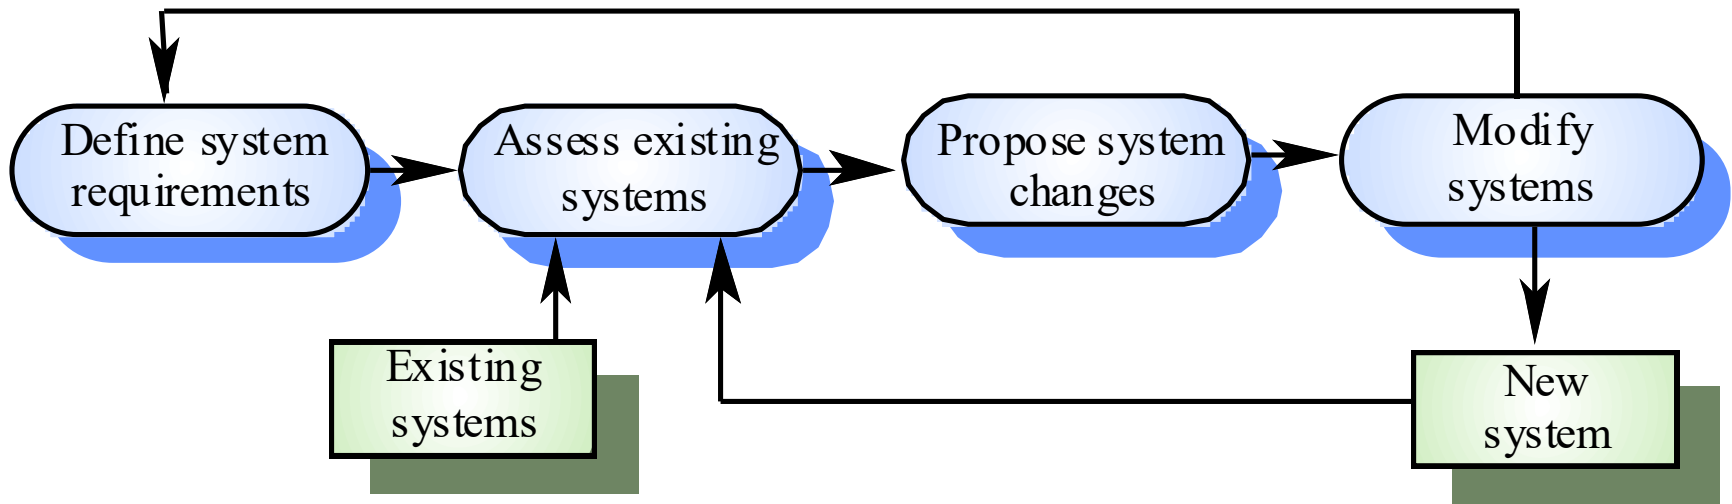 Define system
requirements
Assess existing
systems
Propose system
changes
Modify
systems
Existing
systems
New
system